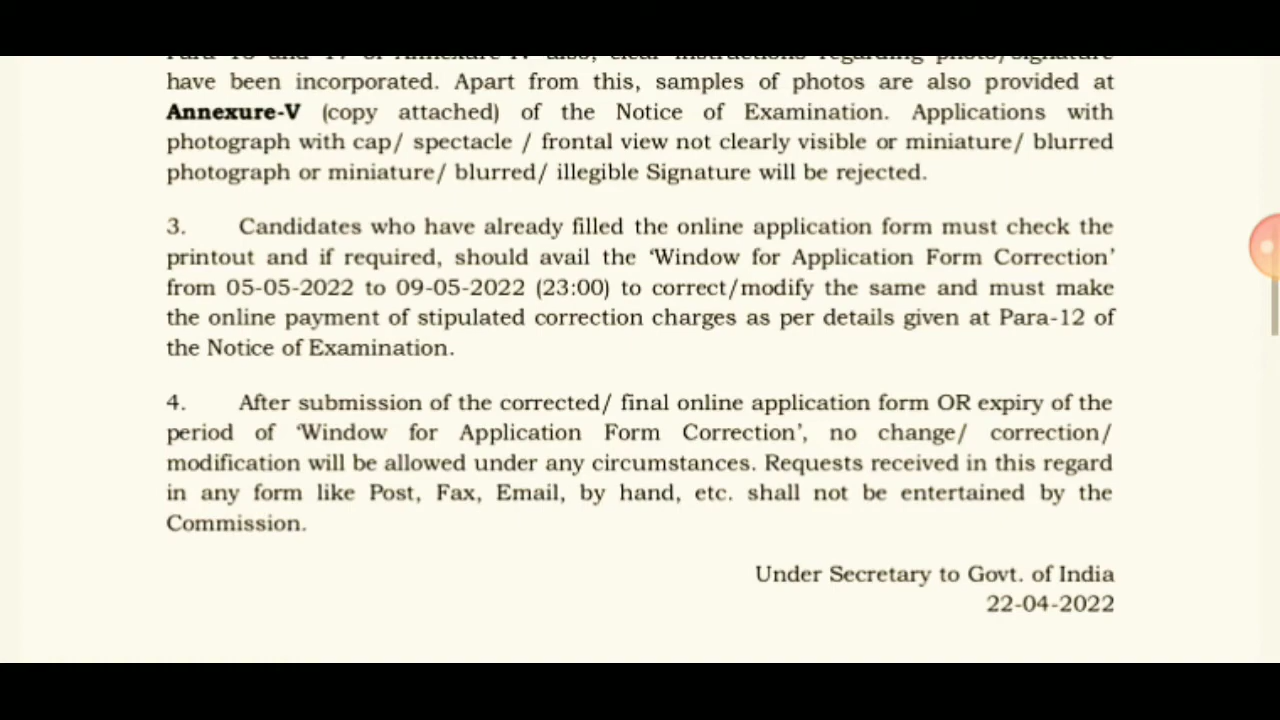 have been incorporated. Apart from this, samples of photos are also provided at
Annexure-V (copy attached) of the Notice of Examination. Applications with
photograph with cap/ spectacle / frontal view not clearly visible or miniature/ blurred
photograph or miniature/ blurred/ illegible Signature will be rejected.
3. Candidates who have already filled the online application form must check the
printout and if required, should avail the ‘Window for Application Form Correction’
from 05-05-2022 to 09-05-2022 (23:00) to correct/modify the same and must make
the online payment of stipulated correction charges as per details given at Para-12 of
the Notice of Examination.
4. After submission of the corrected/ final online application form OR expiry of the
period of ‘Window for Application Form Correction’, no change/ correction/
modification will be allowed under any circumstances. Requests received in this regard
in any form like Post, Fax, Email, by hand, etc. shall not be entertained by the
Commission.
Under Secretary to Govt. of India
22-04-2022